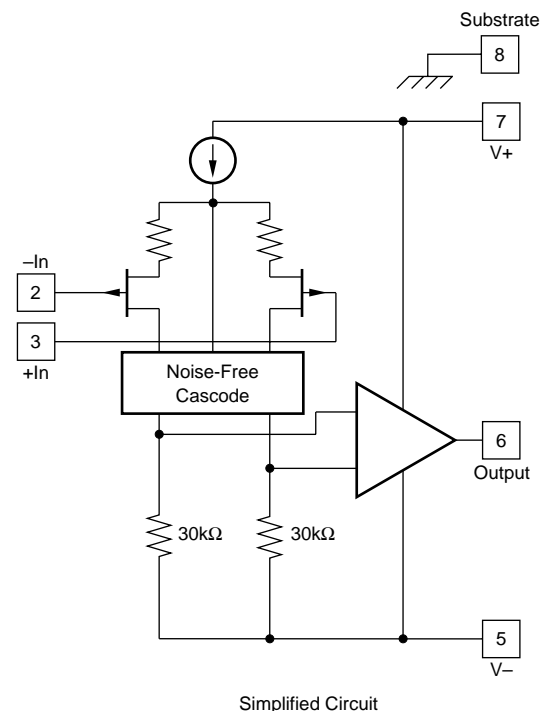 Substrate
8
7
V+
–In
2
3
+In
Noise-Free
Cascode
6
Output
30kΩ
30kΩ
5
V–
Simplified Circuit